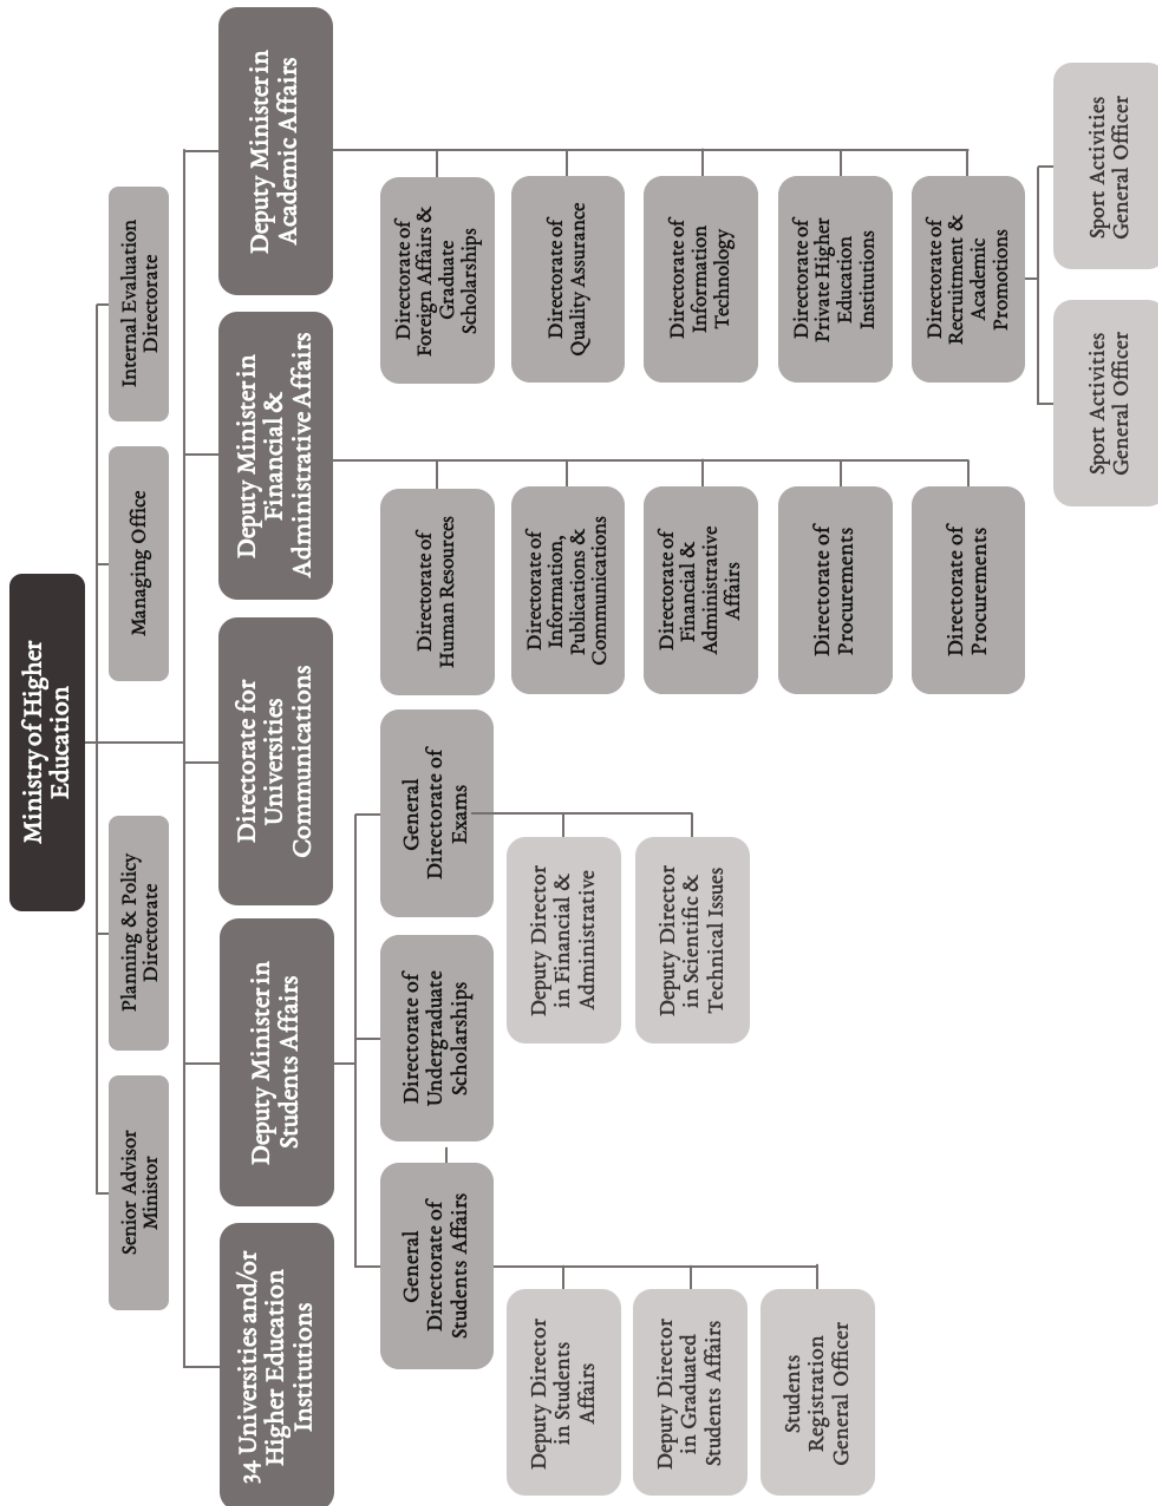 Ministry of Higher
Education
Senior Advisor
Ministor
Planning & Policy
Directorate
Managing Office
Internal Evaluation
Directorate
34 Universities and/or
Higher Education
Institutions
Deputy Minister in
Students Affairs
Directorate for
Universities
Communications
Deputy Minister in
Financial &
Administrative Affairs
Deputy Minister in
Academic Affairs
General
Directorate of
Students Affairs
Directorate of
Undergraduate
Scholarships
General
Directorate of
Exams
Deputy Director
in Students
Affairs
Deputy Director
in Graduated
Students Affairs
Students
Registration
General Officer
Deputy Director
in Financial &
Administrative
Deputy Director
in Scientific &
Technical Issues
Directorate of
Human Resources
Directorate of
Information,
Publications &
Communications
Directorate of
Financial &
Administrative
Affairs
Directorate of
Procurements
Directorate of
Procurements
Directorate of
Foreign Affairs &
Graduate
Scholarships
Directorate of
Quality Assurance
Directorate of
Information
Technology
Directorate of
Private Higher
Education
Institutions
Directorate of
Recruitment &
Academic
Promotions
Sport Activities
General Officer
Sport Activities
General Officer